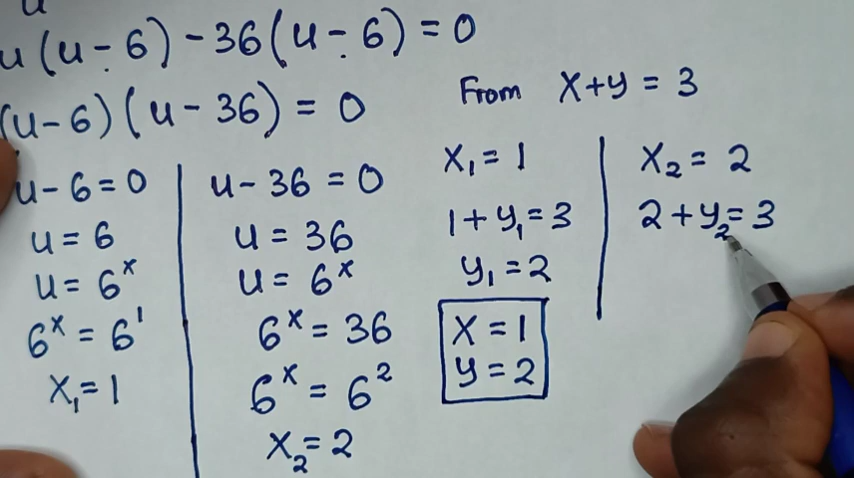 u(u-6)-36(u-6)=0
(u-6)(u-36)=0
u-6=0
u=6
u=6ˣ
6ˣ=6¹
x₁=1
u-36=0
u=36
u=6ˣ
6ˣ=36
6ˣ=6²
x₂=2
From x+y=3
x₁=1
1+y₁=3
y₁=2
x=1
y=2
x₂=2
2+y₂=3